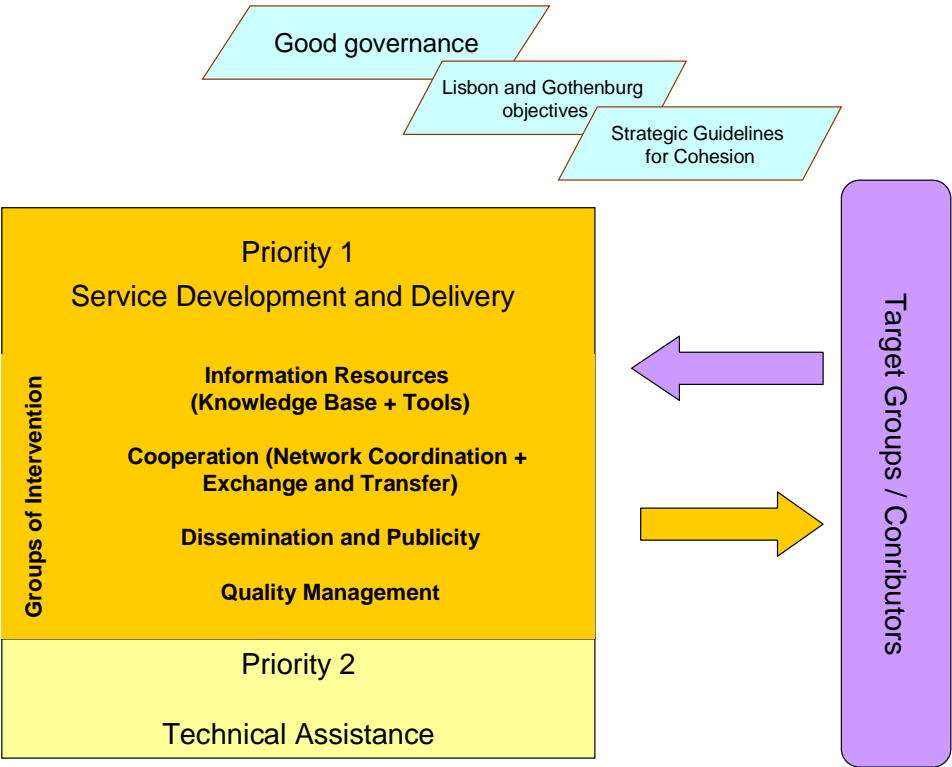 Good governance
Lisbon and Gothenburg
objectives
Strategic Guidelines
for Cohesion
Priority 1
Service Development and Delivery
Groups of Intervention
Information Resources
(Knowledge Base + Tools)
Cooperation (Network Coordination +
Exchange and Transfer)
Dissemination and Publicity
Quality Management
Priority 2
Technical Assistance
Target Groups / Conributors